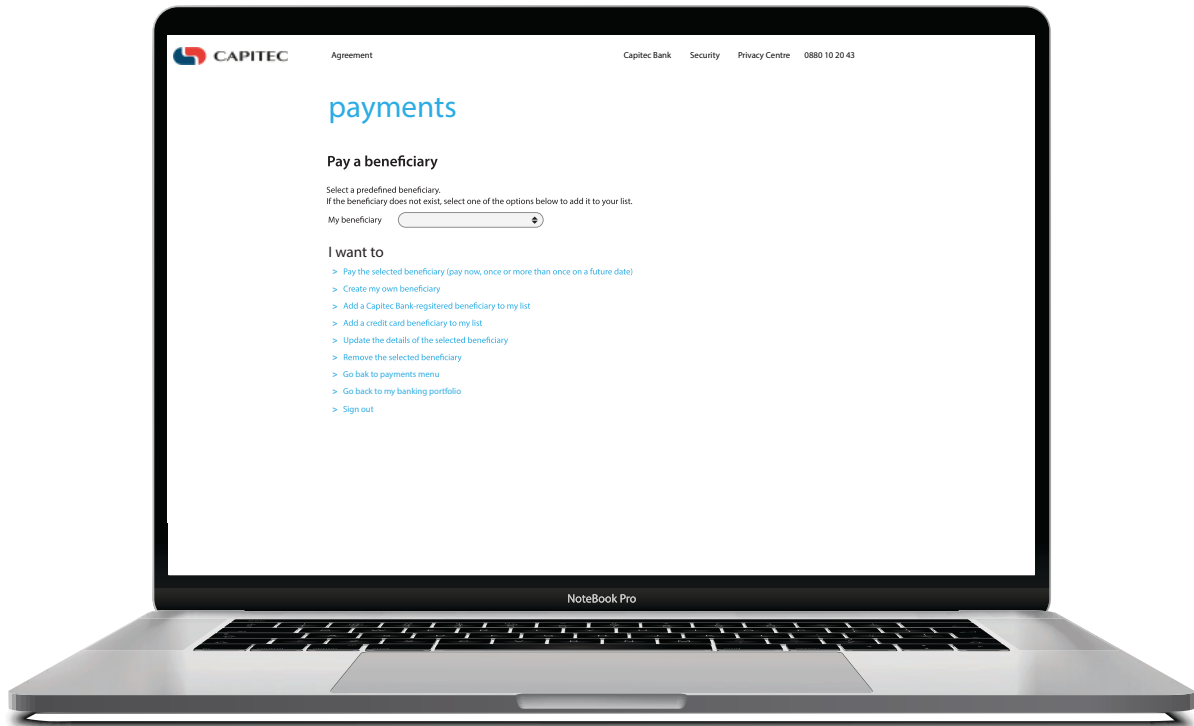 CAPITEC
Agreement
Capitec Bank
Security
Privacy Centre
0880 10 20 43
payments
Pay a beneficiary
Select a predefined beneficiary.
If the beneficiary does not exist, select one of the options below to add it to your list.
My beneficiary
I want to
> Pay the selected beneficiary (pay now, once or more than once on a future date)
> Create my own beneficiary
> Add a Capitec Bank-regsitered beneficiary to my list
> Add a credit card beneficiary to my list
> Update the details of the selected beneficiary
> Remove the selected beneficiary
> Go bak to payments menu
> Go back to my banking portfolio
> Sign out
NoteBook Pro